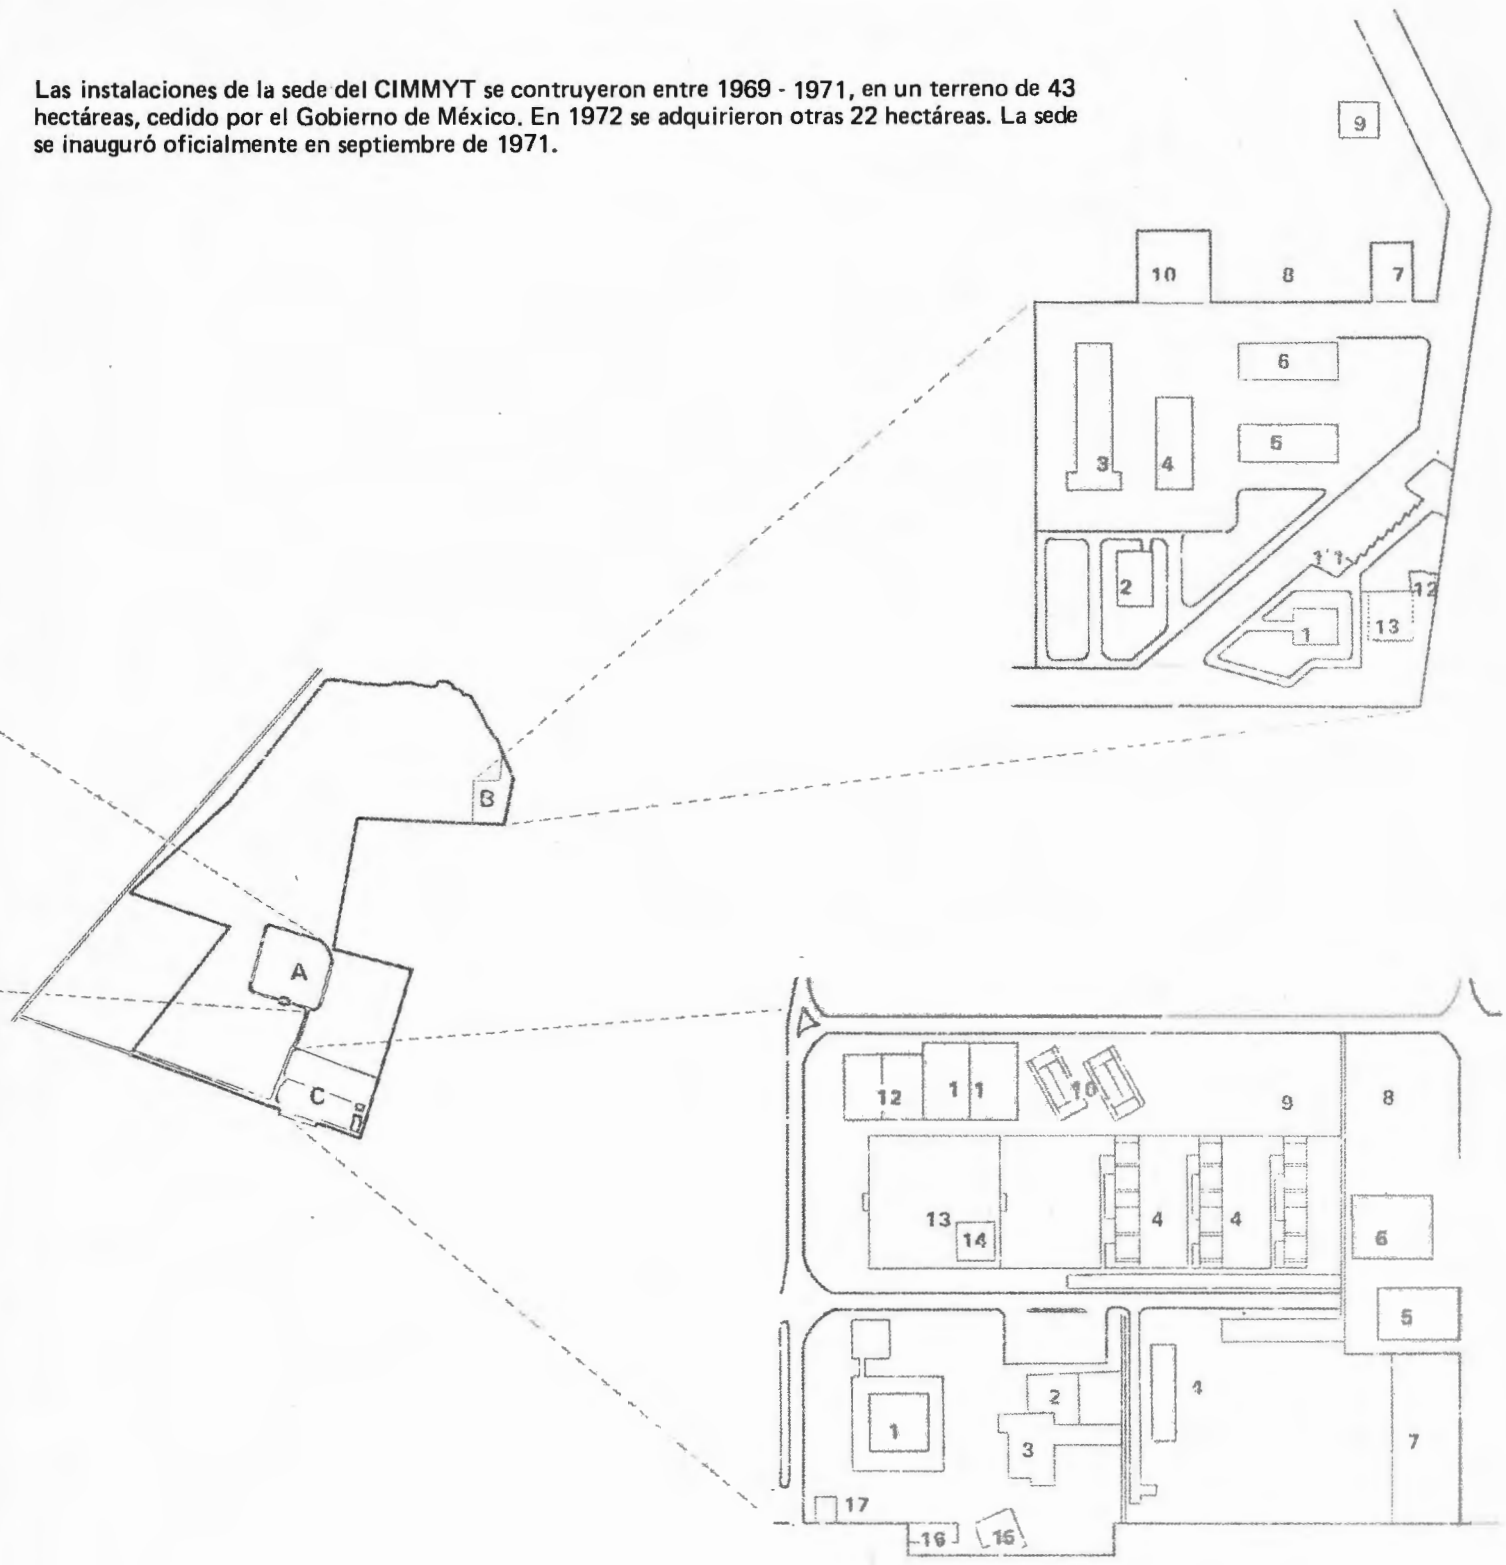 Las instalaciones de la sede del CIMMYT se contruyeron entre 1969 - 1971, en un terreno de 43
hectáreas, cedido por el Gobierno de México. En 1972 se adquirieron otras 22 hectáreas. La sede
se inauguró oficialmente en septiembre de 1971.
9
10 8 7
6
5
3 4
11
2
12
1 13
B
A
C
12 11 10 9 8
13 4 4
14 6
5
2 4
1
3 7
17
16 15